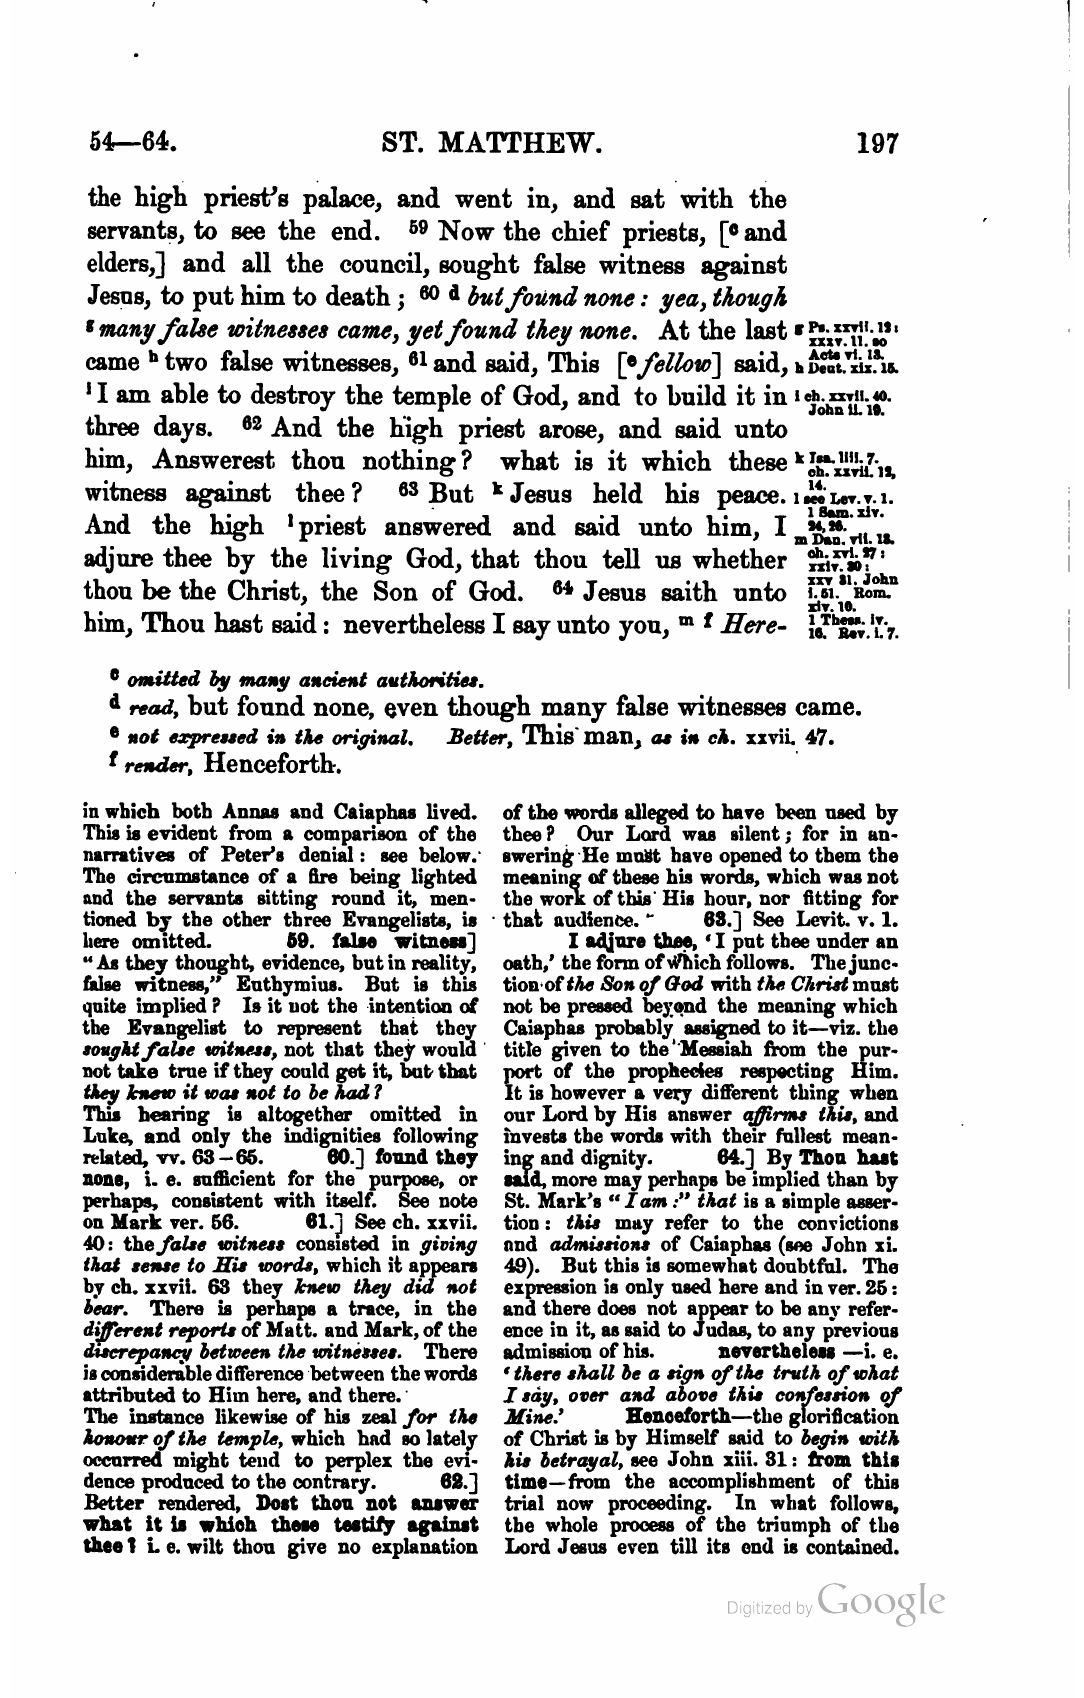 54—64. ST. MATTHEW. 197
the high priest's palace, and went in, and sat with the
servants, to see the end. 59 Now the chief priests, [c and
elders,] and all the council, sought false witness against
Jesus, to put him to death ; 60 d but found none : yea, though
g many false witnesses came, yet found they none. At the last
came h two false witnesses, 61 and said, This [e fellow] said,
i I am able to destroy the temple of God, and to build it in
three days. 62 And the high priest arose, and said unto
him, Answerest thou nothing ? what is it which these
witness against thee ? 63 But k Jesus held his peace.
And the high l priest answered and said unto him, I
adjure thee by the living God, that thou tell us whether
thou be the Christ, the Son of God. 64 Jesus saith unto
him, Thou hast said : nevertheless I say unto you, m f Here-
g Ps. xxvii. 12 :
xxxv. 11. so
Acts vi. 13.
h Deut. xix. 15.
i ch. xxvii. 40.
John ii. 19.
k Isa. liii. 7.
ch. xxvii. 12,
14.
l see Lev. v. 1.
1 Sam. xiv.
24, 26.
m Dan. vii. 13.
ch. xvi. 27 :
xxiv. 30 :
xxv 31. John
i. 51. Rom.
xiv. 10.
1 Thess. iv.
16. Rev. i. 7.
c omitted by many ancient authorities.
d read, but found none, even though many false witnesses came.
e not expressed in the original. Better, This man, as in ch. xxvii. 47.
f render, Henceforth.
in which both Annas and Caiaphas lived.
This is evident from a comparison of the
narratives of Peter's denial : see below.
The circumstance of a fire being lighted
and the servants sitting round it, men-
tioned by the other three Evangelists, is
here omitted. 59. false witness]
“As they thought, evidence, but in reality,
false witness,” Euthymius. But is this
quite implied ? Is it not the intention of
the Evangelist to represent that they
sought false witness, not that they would
not take true if they could get it, but that
they knew it was not to be had ?
This hearing is altogether omitted in
Luke, and only the indignities following
related, vv. 63–65. 60.] found they
none, i. e. sufficient for the purpose, or
perhaps, consistent with itself. See note
on Mark ver. 56. 61.] See ch. xxvii.
40 : the false witness consisted in giving
that sense to His words, which it appears
by ch. xxvii. 63 they knew they did not
bear. There is perhaps a trace, in the
different reports of Matt. and Mark, of the
discrepancy between the witnesses. There
is considerable difference between the words
attributed to Him here, and there.
The instance likewise of his zeal for the
honour of the temple, which had so lately
occurred might tend to perplex the evi-
dence produced to the contrary. 62.]
Better rendered, Dost thou not answer
what it is which these testify against
thee ? i. e. wilt thou give no explanation
of the words alleged to have been used by
thee ? Our Lord was silent ; for in an-
swering He must have opened to them the
meaning of these his words, which was not
the work of this His hour, nor fitting for
that audience. 63.] See Levit. v. 1.
I adjure thee, ‘I put thee under an
oath,’ the form of which follows. The junc-
tion of the Son of God with the Christ must
not be pressed beyond the meaning which
Caiaphas probably assigned to it—viz. the
title given to the Messiah from the pur-
port of the prophecies respecting Him.
It is however a very different thing when
our Lord by His answer affirms this, and
invests the words with their fullest mean-
ing and dignity. 64.] By Thou hast
said, more may perhaps be implied than by
St. Mark's “I am :” that is a simple asser-
tion : this may refer to the convictions
and admissions of Caiaphas (see John xi.
49). But this is somewhat doubtful. The
expression is only used here and in ver. 25 :
and there does not appear to be any refer-
ence in it, as said to Judas, to any previous
admission of his. nevertheless —i. e.
‘there shall be a sign of the truth of what
I say, over and above this confession of
Mine.’ Henceforth—the glorification
of Christ is by Himself said to begin with
his betrayal, see John xiii. 31 : from this
time—from the accomplishment of this
trial now proceeding. In what follows,
the whole process of the triumph of the
Lord Jesus even till its end is contained.
Digitized by Google